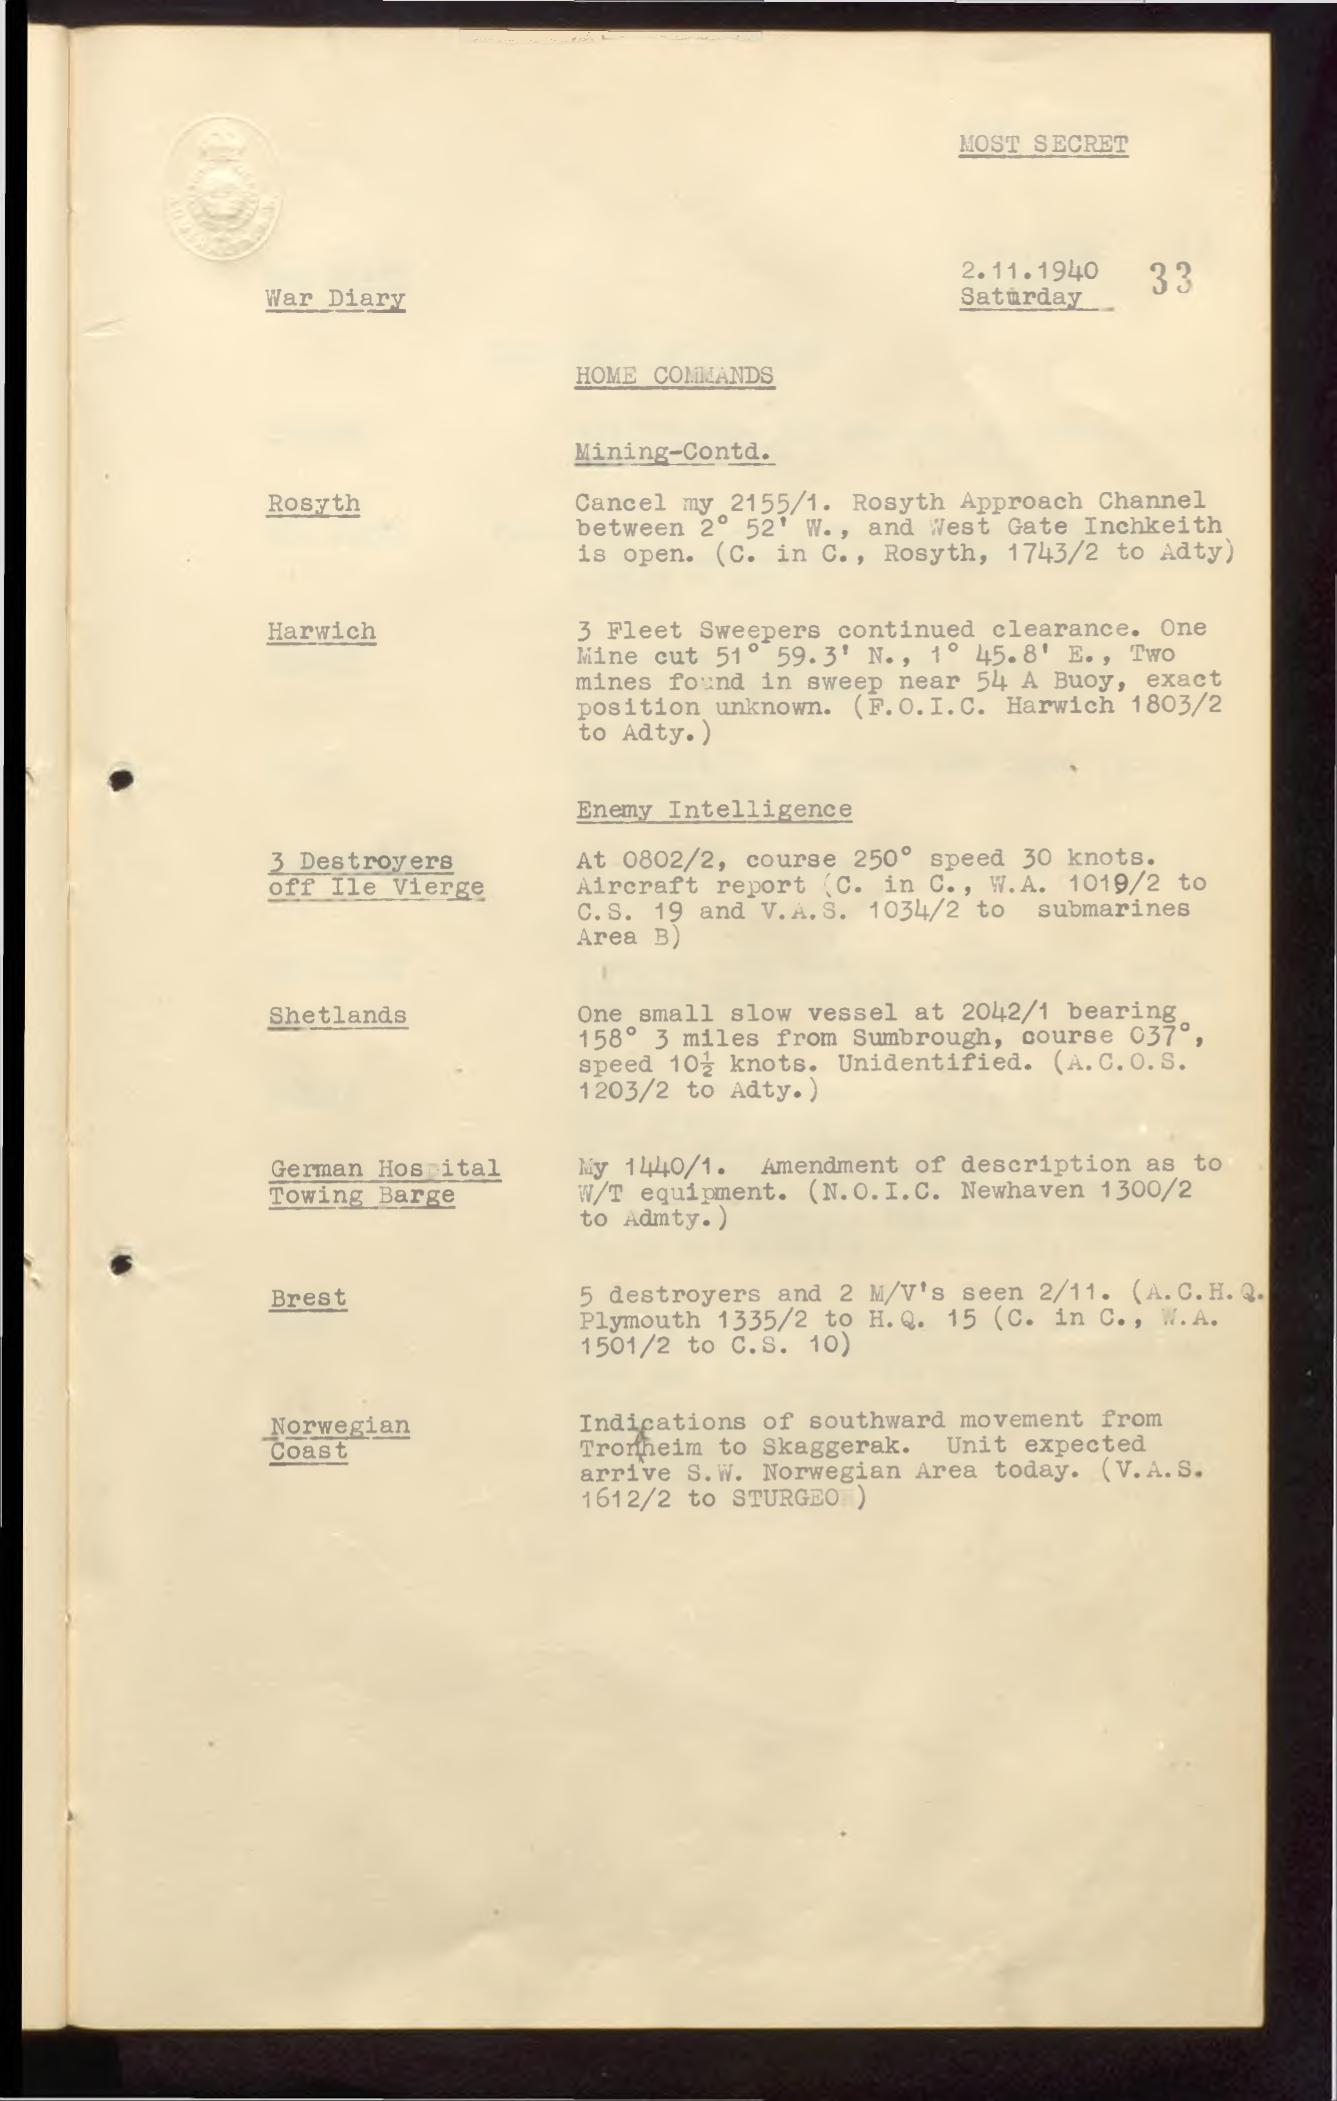 MOST SECRET
2.11.1940 33
War Diary Saturday
HOME COMMANDS
Mining-Contd.
Rosyth Cancel my 2155/1. Rosyth Approach Channel
between 2° 52' W., and West Gate Inchkeith
is open. (C. in C., Rosyth, 1743/2 to Adty)
Harwich 3 Fleet Sweepers continued clearance. One
Mine cut 51° 59.3' N., 1° 45.8' E., Two
mines found in sweep near 54 A Buoy, exact
position unknown. (F.O.I.C. Harwich 1803/2
to Adty.)
Enemy Intelligence
3 Destroyers At 0802/2, course 250° speed 30 knots.
off Ile Vierge Aircraft report (C. in C., W.A. 1019/2 to
C.S. 19 and V.A.S. 1034/2 to submarines
Area B)
Shetlands One small slow vessel at 2042/1 bearing
158° 3 miles from Sumbrough, course 037°,
speed 10½ knots. Unidentified. (A.C.O.S.
1203/2 to Adty.)
German Hospital My 1440/1. Amendment of description as to
Towing Barge W/T equipment. (N.O.I.C. Newhaven 1300/2
to Admty.)
Brest 5 destroyers and 2 M/V's seen 2/11. (A.C.H.Q.
Plymouth 1335/2 to H.Q. 15 (C. in C., W.A.
1501/2 to C.S. 10)
Norwegian Indications of southward movement from
Coast Tronheim to Skaggerak. Unit expected
arrive S.W. Norwegian Area today. (V.A.S.
1612/2 to STURGEON)